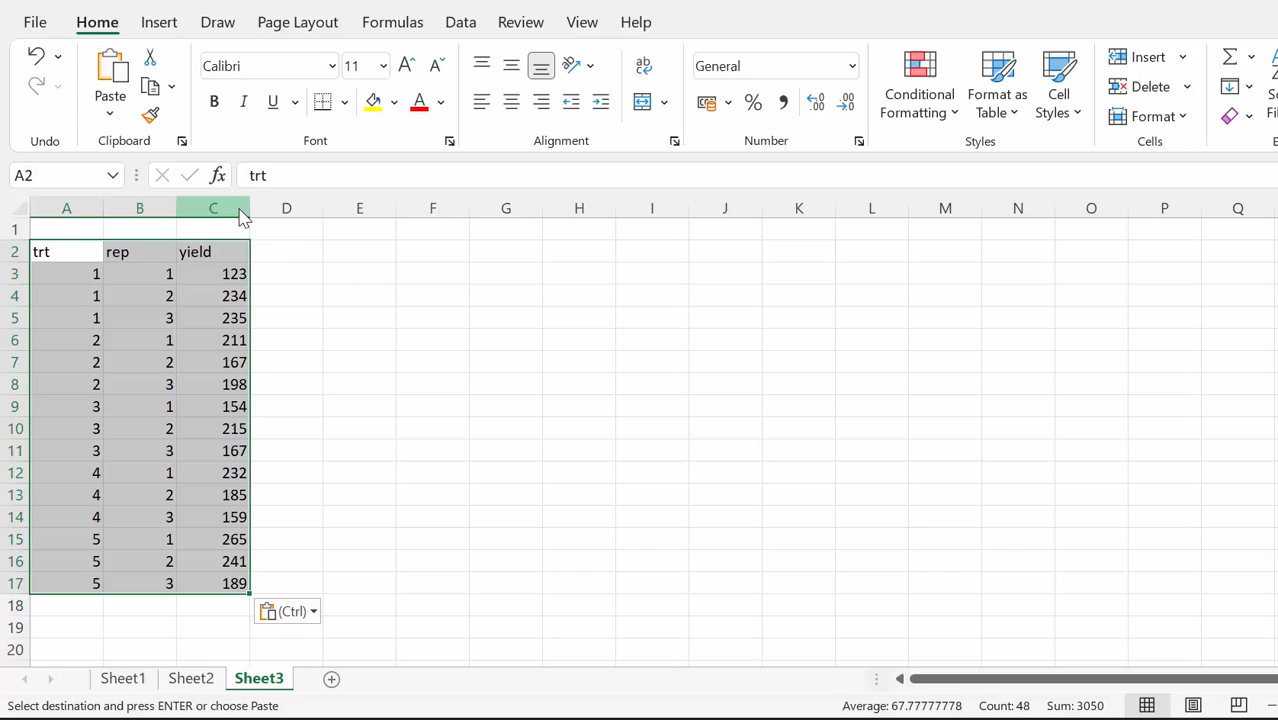 File Home Insert Draw Page Layout Formulas Data Review View Help
Calibri 11 General Insert
Paste Conditional Formatting Format as Table Cell Styles Delete
B I U A % Format
Undo Clipboard Font Alignment Number Styles Cells
A2 fx trt
A B C D E F G H I J K L M N O P Q
1
2 trt rep yield
3 1 1 123
4 1 2 234
5 1 3 235
6 2 1 211
7 2 2 167
8 2 3 198
9 3 1 154
10 3 2 215
11 3 3 167
12 4 1 232
13 4 2 185
14 4 3 159
15 5 1 265
16 5 2 241
17 5 3 189
18 (Ctrl)
19
20
Sheet1 Sheet2 Sheet3
Select destination and press ENTER or choose Paste Average: 67.77777778 Count: 48 Sum: 3050